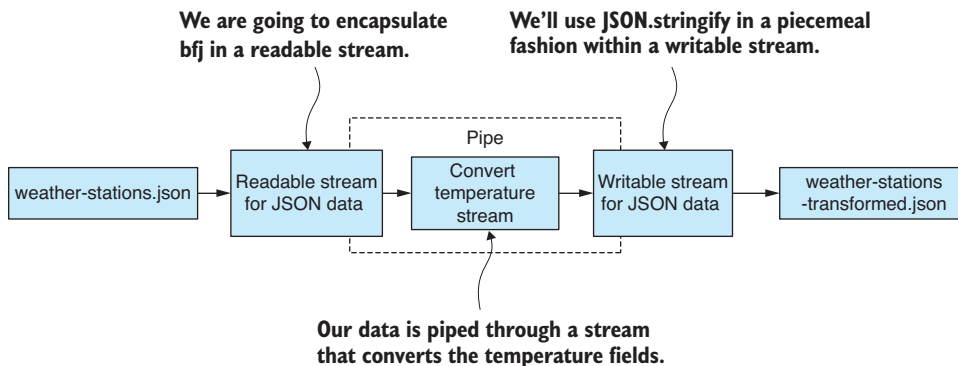 We are going to encapsulate
bfj in a readable stream.
We’ll use JSON.stringify in a piecemeal
fashion within a writable stream.
Pipe
weather-stations.json
Readable stream
for JSON data
Convert
temperature
stream
Writable stream
for JSON data
weather-stations
-transformed.json
Our data is piped through a stream
that converts the temperature fields.